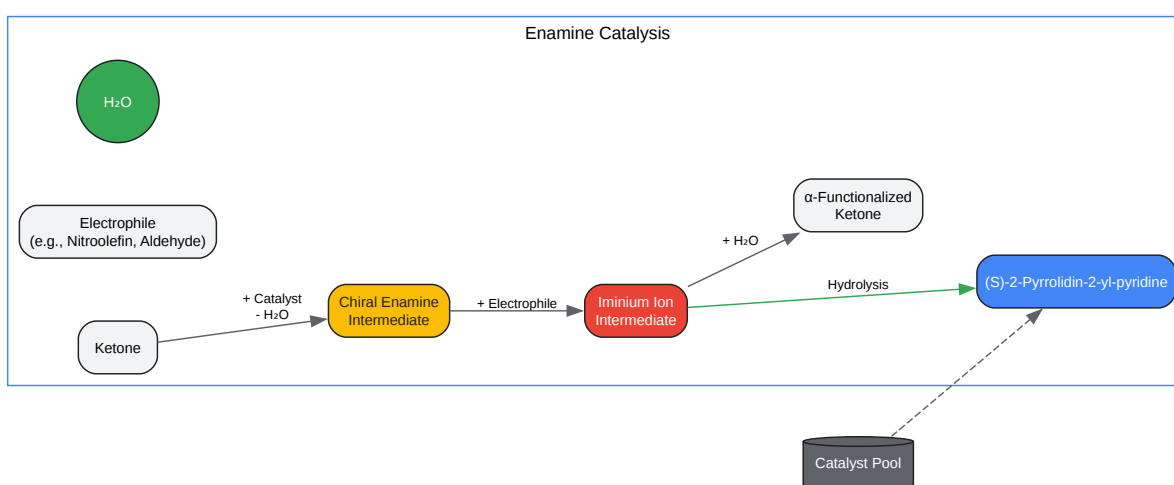 Enamine Catalysis
H₂O
Electrophile
(e.g., Nitroolefin, Aldehyde)
Ketone
+ Catalyst
- H₂O
Chiral Enamine
Intermediate
+ Electrophile
Iminium Ion
Intermediate
+ H₂O
α-Functionalized
Ketone
Hydrolysis
(S)-2-Pyrrolidin-2-yl-pyridine
Catalyst Pool